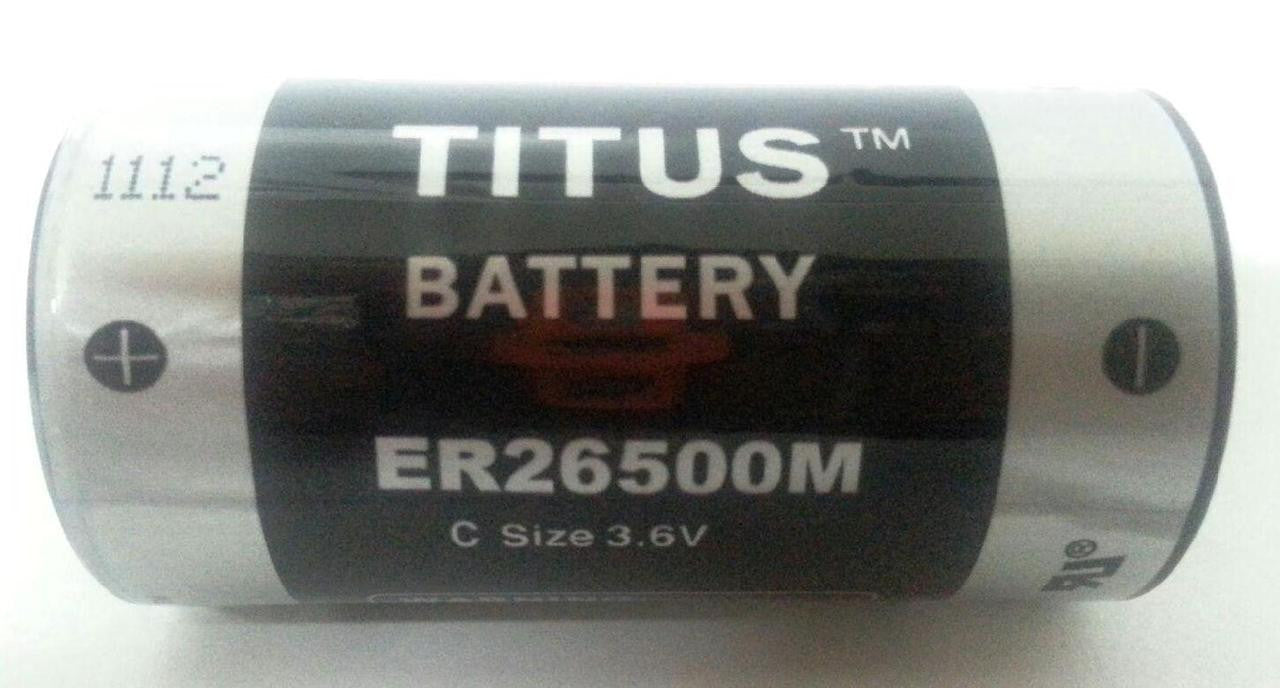 1112
TITUS™
BATTERY
+
−
ER26500M
C Size 3.6V